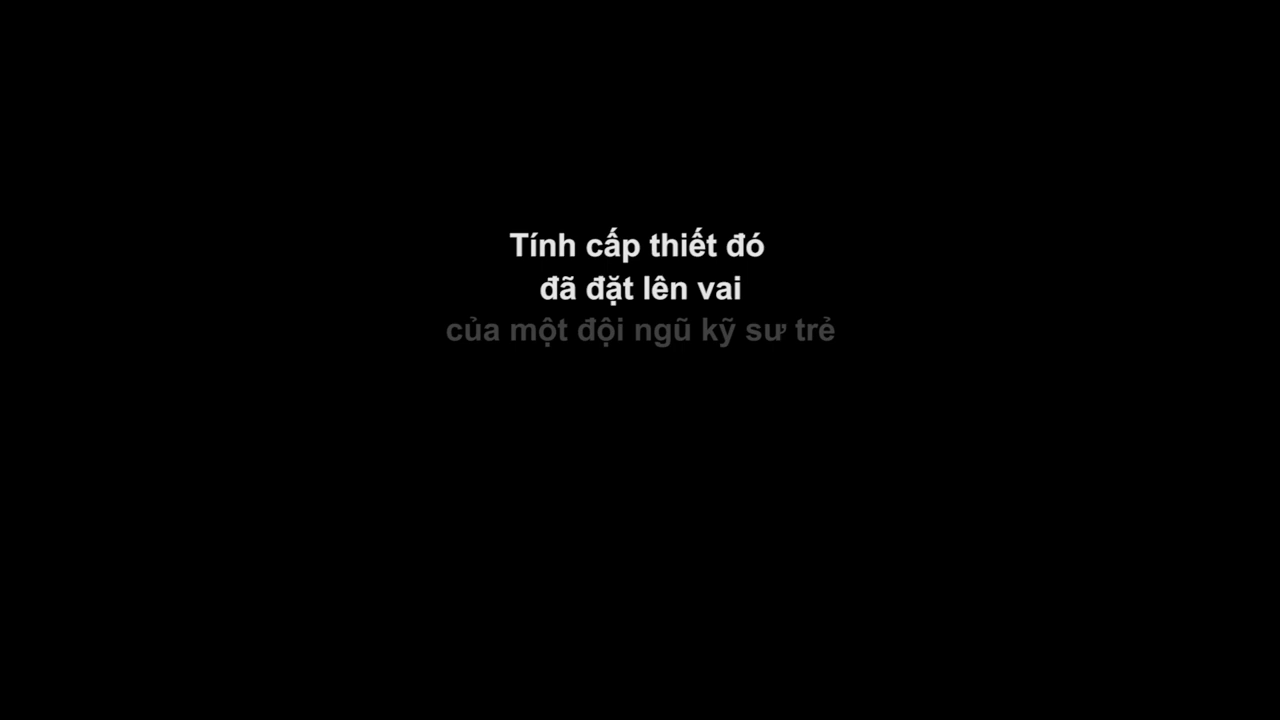 Tính cấp thiết đó
đã đặt lên vai
của một đội ngũ kỹ sư trẻ